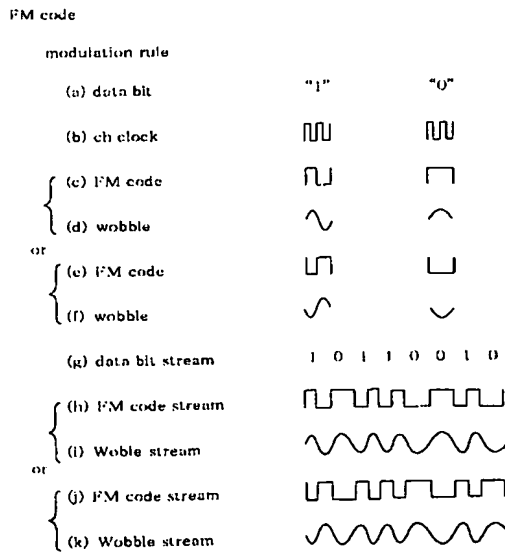 FM code
modulation rule
(a) data bit "1" "0"
(b) ch clock
(c) FM code
(d) wobble
or
(e) FM code
(f) wobble
(g) data bit stream 1 0 1 1 0 0 1 0
(h) FM code stream
(i) Woble stream
or
(j) FM code stream
(k) Wobble stream